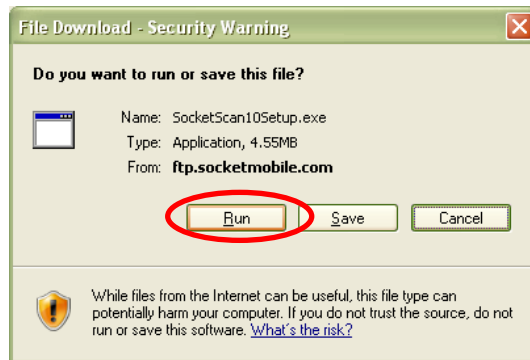 File Download - Security Warning
Do you want to run or save this file?
Name: SocketScan10Setup.exe
Type: Application, 4.55MB
From: ftp.socketmobile.com
Run Save Cancel
While files from the Internet can be useful, this file type can
potentially harm your computer. If you do not trust the source, do not
run or save this software. What's the risk?